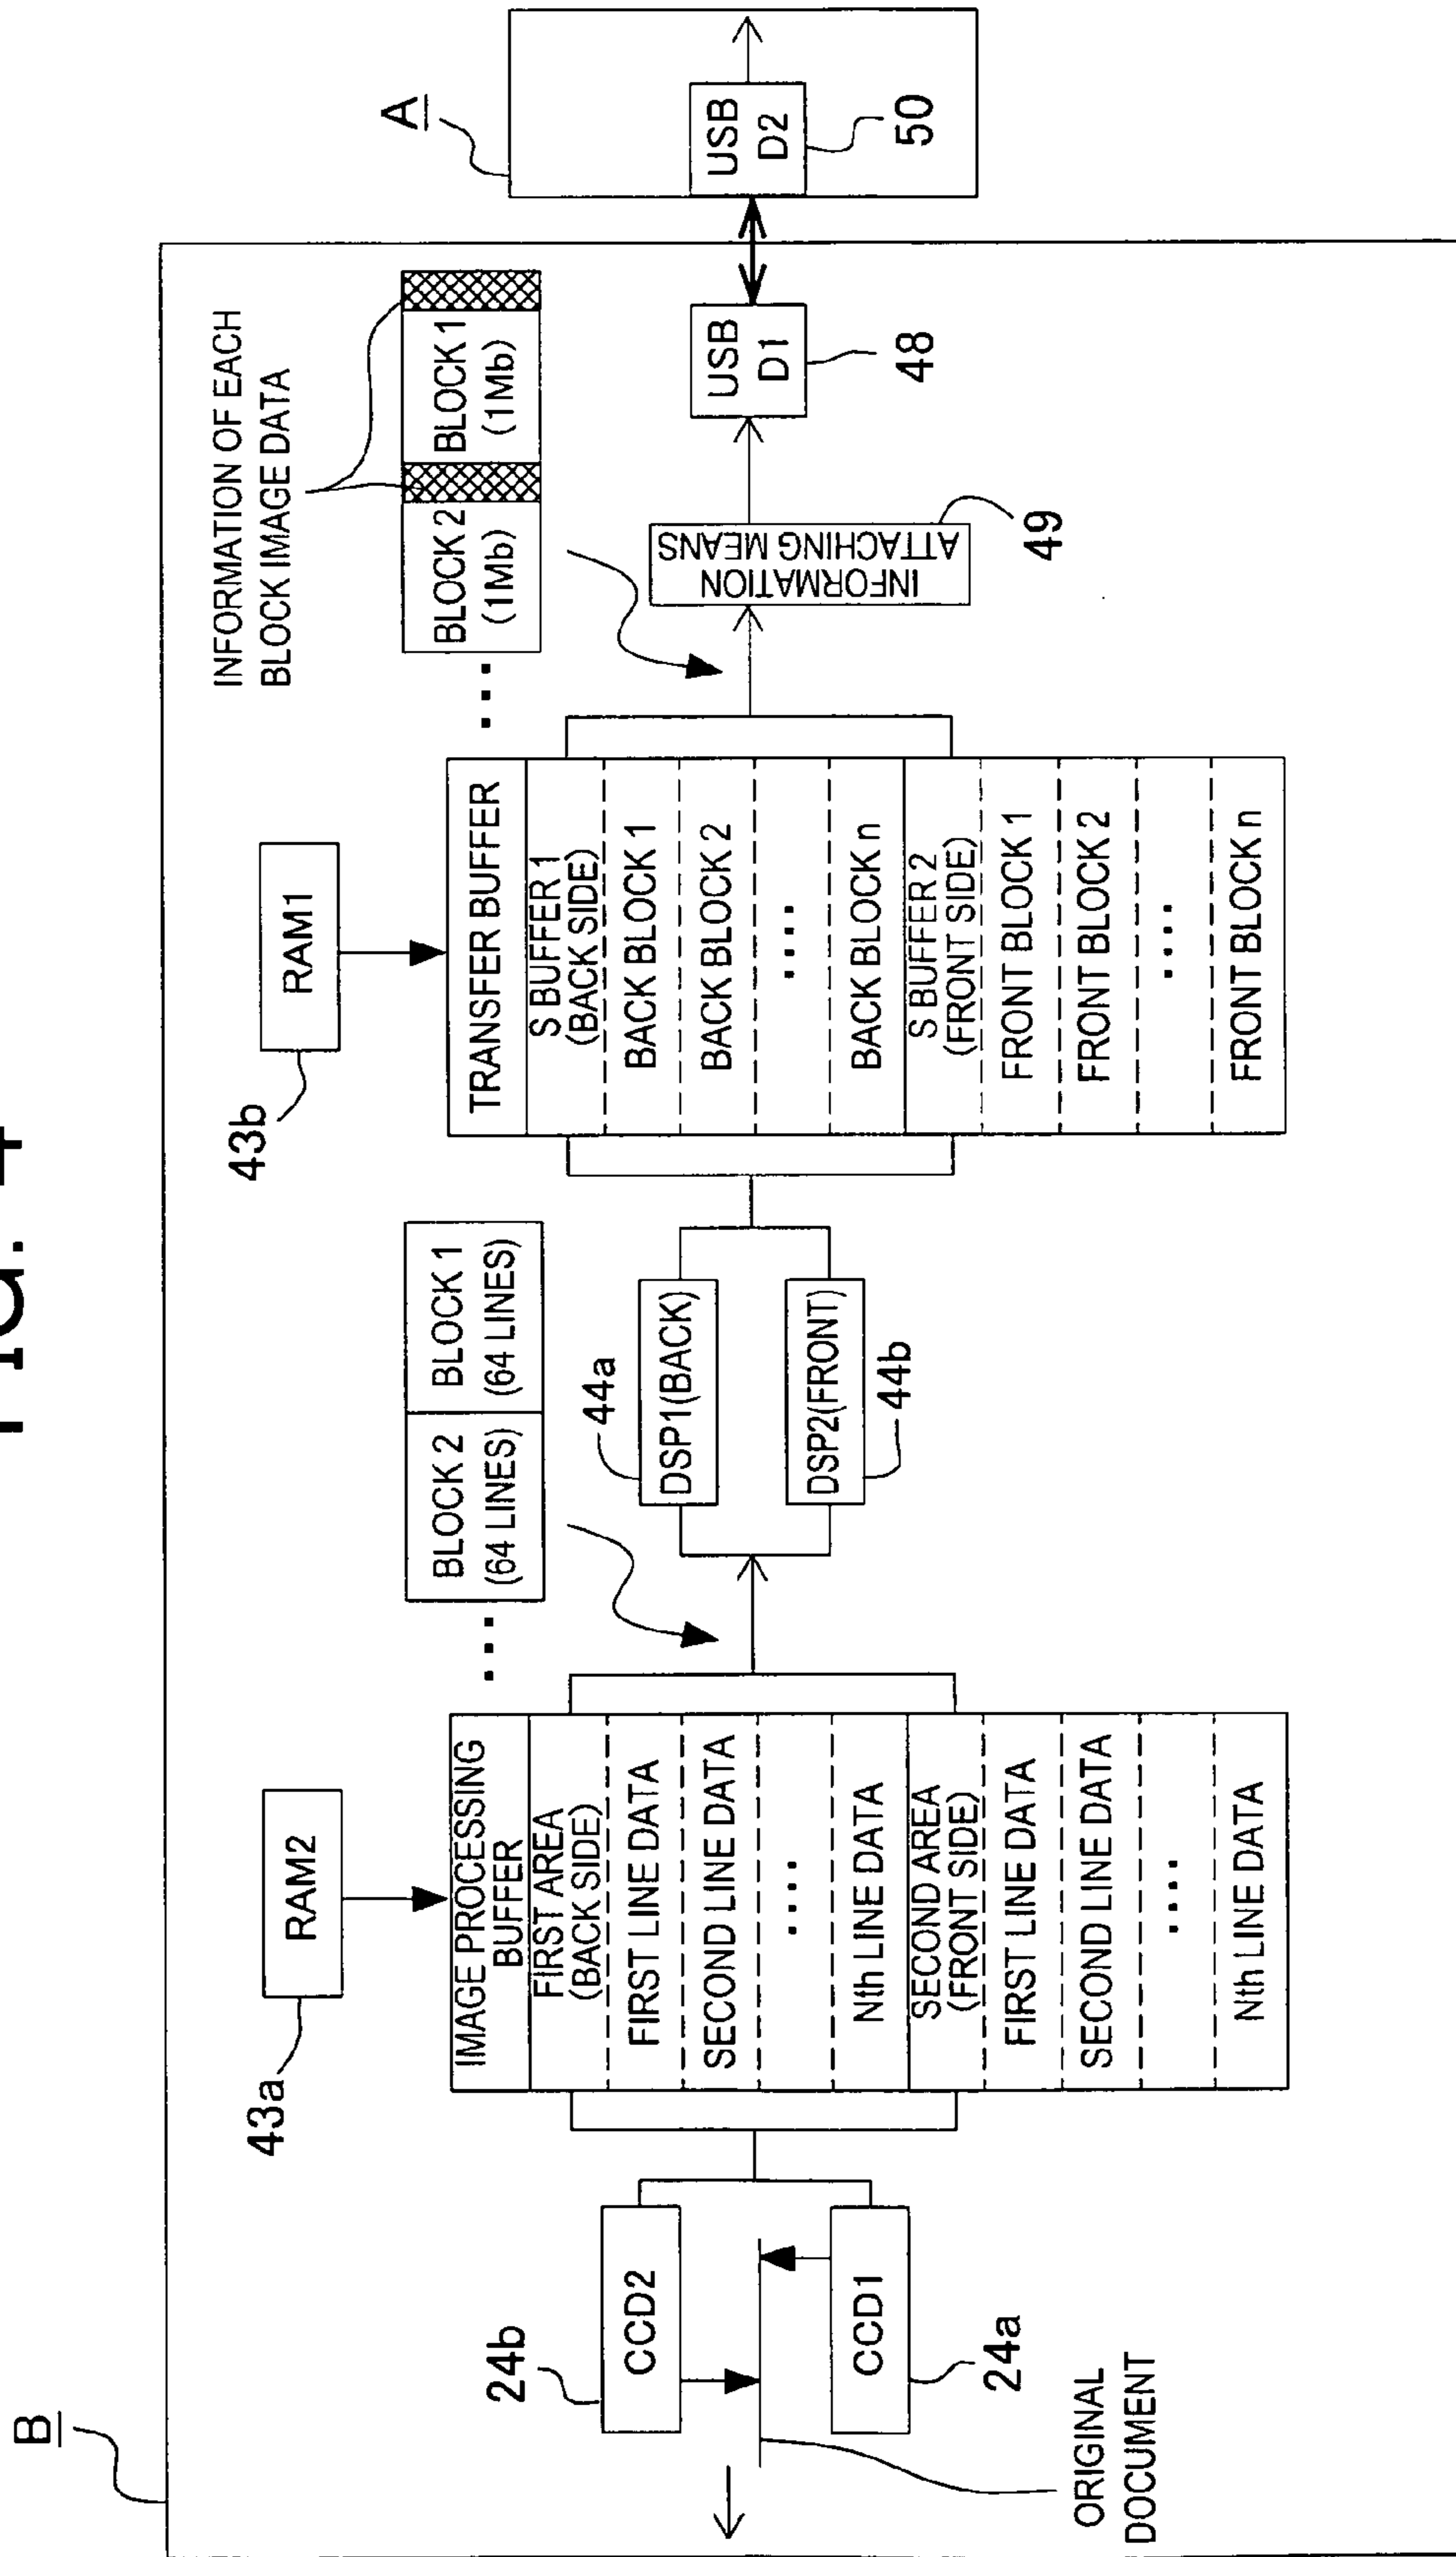 FIG. 4
B
24b
CCD2
CCD1
24a
ORIGINAL
DOCUMENT
43a
RAM2
IMAGE PROCESSING
BUFFER
FIRST AREA
(BACK SIDE)
FIRST LINE DATA
SECOND LINE DATA
....
Nth LINE DATA
SECOND AREA
(FRONT SIDE)
FIRST LINE DATA
SECOND LINE DATA
....
Nth LINE DATA
...
BLOCK 2
(64 LINES)
BLOCK 1
(64 LINES)
44a
DSP1(BACK)
DSP2(FRONT)
44b
43b
RAM1
TRANSFER BUFFER
S BUFFER 1
(BACK SIDE)
BACK BLOCK 1
BACK BLOCK 2
....
BACK BLOCK n
S BUFFER 2
(FRONT SIDE)
FRONT BLOCK 1
FRONT BLOCK 2
....
FRONT BLOCK n
INFORMATION OF EACH
BLOCK IMAGE DATA
...
BLOCK 2
(1Mb)
BLOCK 1
(1Mb)
INFORMATION
ATTACHING MEANS
49
USB
D1
48
A
USB
D2
50